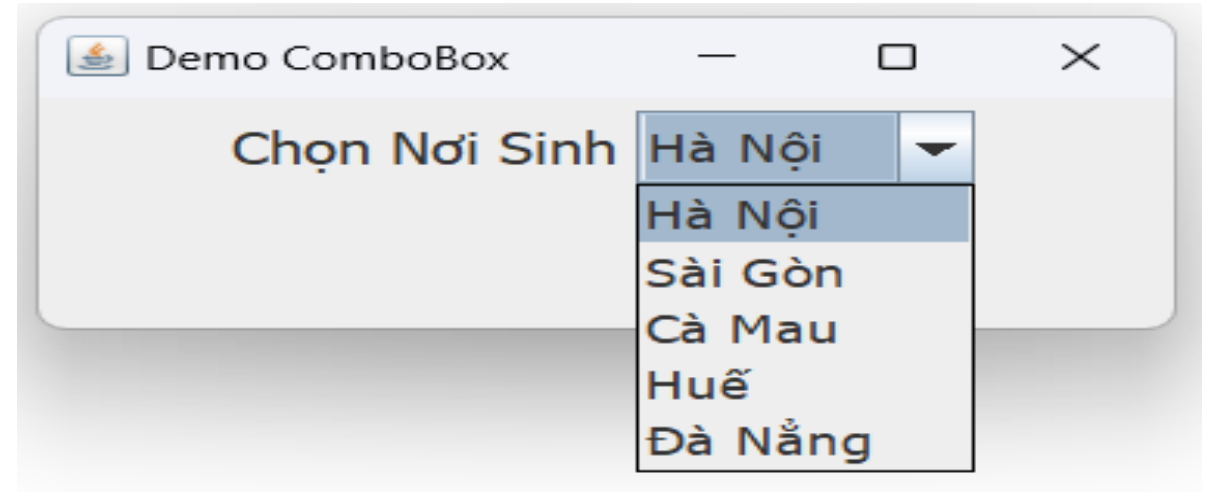 Demo ComboBox
Chọn Nơi Sinh Hà Nội
Hà Nội
Sài Gòn
Cà Mau
Huế
Đà Nẳng